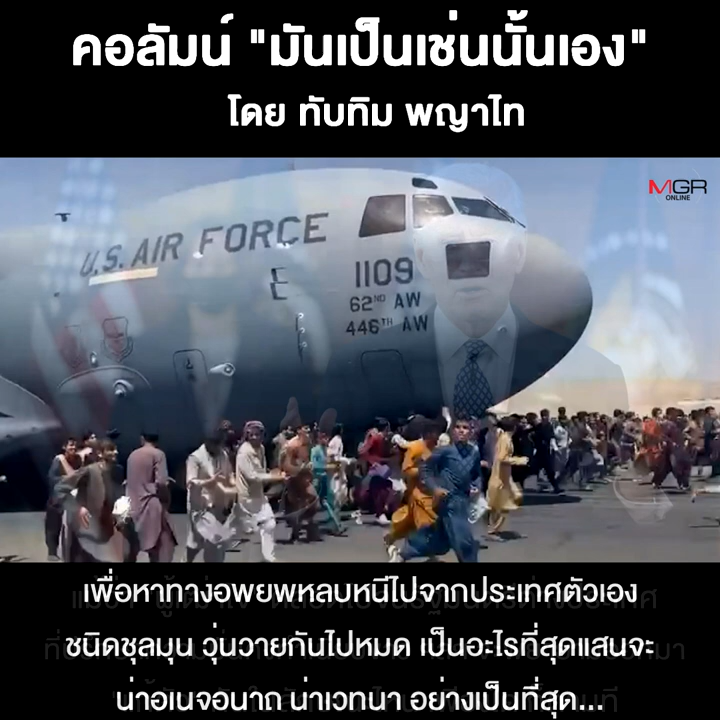 คอลัมน์ "มันเป็นเช่นนั้นเอง"
โดย ทับทิม พญาไท
MGR
ONLINE
U.S. AIR FORCE
1109
62ND AW
446TH AW
เพื่อหาทางอพยพหลบหนีไปจากประเทศตัวเอง
ชนิดชุลมุน วุ่นวายกันไปหมด เป็นอะไรที่สุดแสนจะ
น่าอเนจอนาถ น่าเวทนา อย่างเป็นที่สุด...